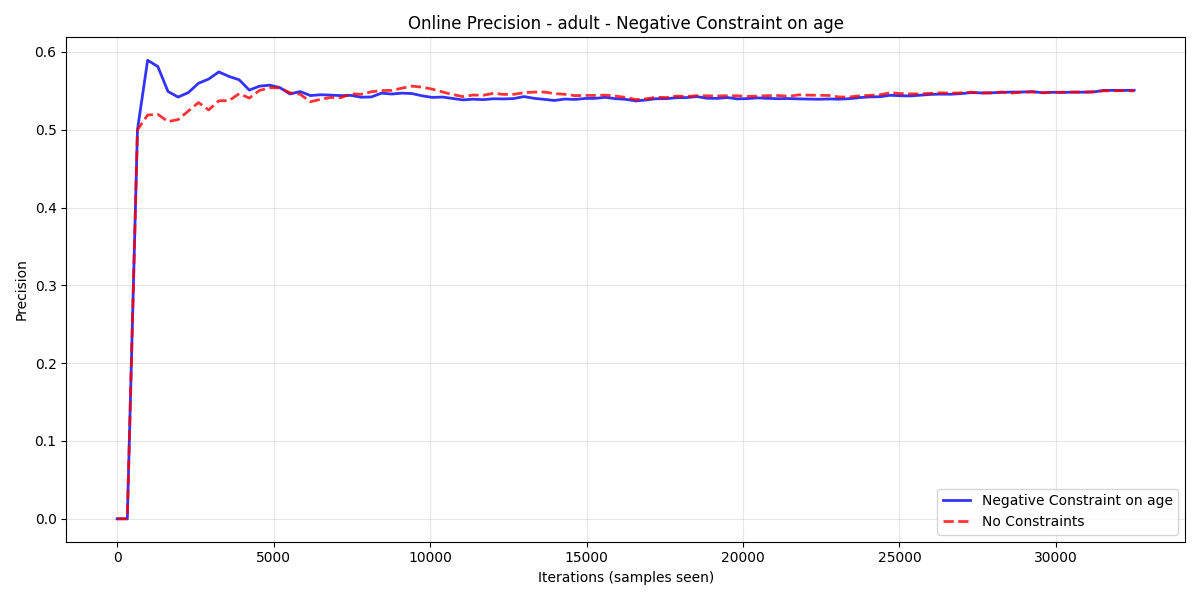 Online Precision - adult - Negative Constraint on age
0.6
0.5
0.4
0.3
0.2
0.1
0.0
Precision
Negative Constraint on age
No Constraints
0 5000 10000 15000 20000 25000 30000
Iterations (samples seen)